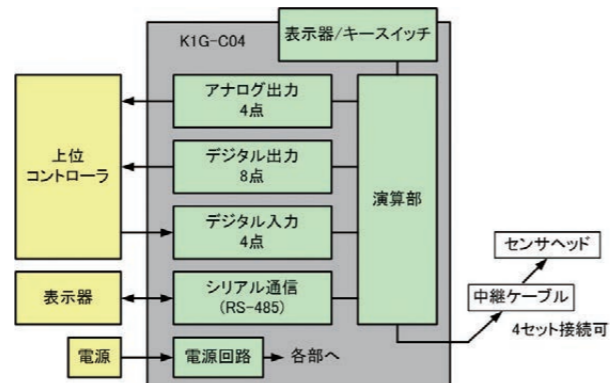 K1G-C04
表示器/キースイッチ
アナログ出力
4点
上位
コントローラ
デジタル出力
8点
演算部
デジタル入力
4点
センサヘッド
表示器
シリアル通信
(RS-485)
中継ケーブル
4セット接続可
電源
電源回路
各部へ